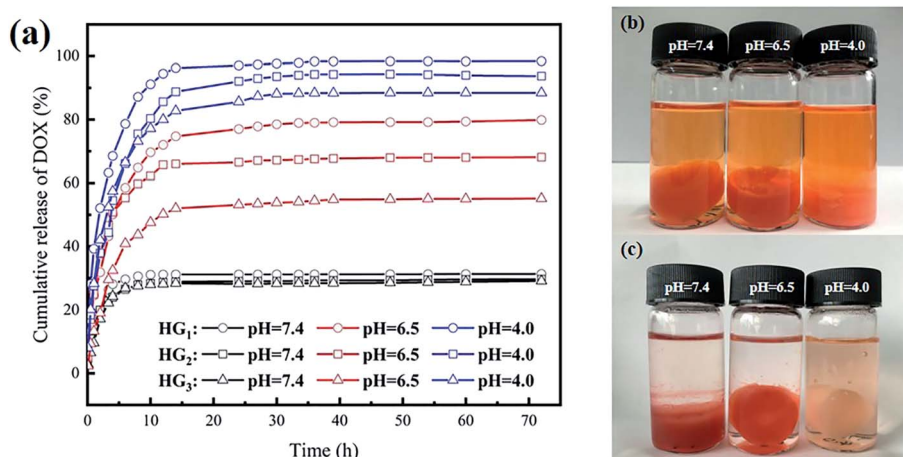 (a)
Cumulative release of DOX (%)
100
80
60
40
20
0
HG₁: pH=7.4 pH=6.5 pH=4.0
HG₂: pH=7.4 pH=6.5 pH=4.0
HG₃: pH=7.4 pH=6.5 pH=4.0
0 10 20 30 40 50 60 70
Time (h)
(b)
pH=7.4 pH=6.5 pH=4.0
(c)
pH=7.4 pH=6.5 pH=4.0